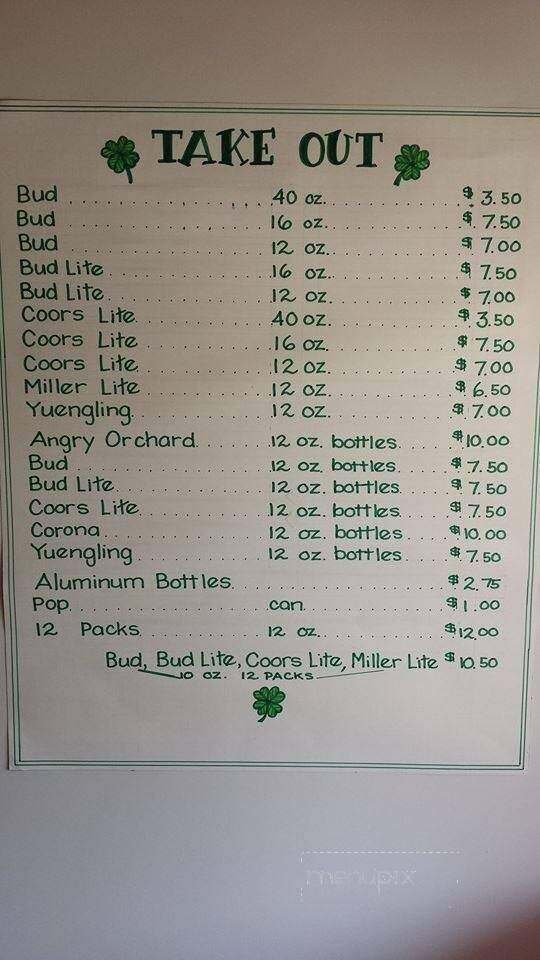 TAKE OUT
Bud 40 oz. $ 3.50
Bud 16 oz. $ 7.50
Bud 12 oz. $ 7.00
Bud Lite 16 oz. $ 7.50
Bud Lite 12 oz. $ 7.00
Coors Lite 40 oz. $ 3.50
Coors Lite 16 oz. $ 7.50
Coors Lite 12 oz. $ 7.00
Miller Lite 12 oz. $ 6.50
Yuengling 12 oz. $ 7.00
Angry Orchard 12 oz. bottles $10.00
Bud 12 oz. bottles $ 7.50
Bud Lite 12 oz. bottles $ 7.50
Coors Lite 12 oz. bottles $ 7.50
Corona 12 oz. bottles $10.00
Yuengling 12 oz. bottles $ 7.50
Aluminum Bottles $ 2.75
Pop can $1.00
12 Packs 12 oz. $12.00
Bud, Bud Lite, Coors Lite, Miller Lite $10.50
10 OZ. 12 PACKS
menupix